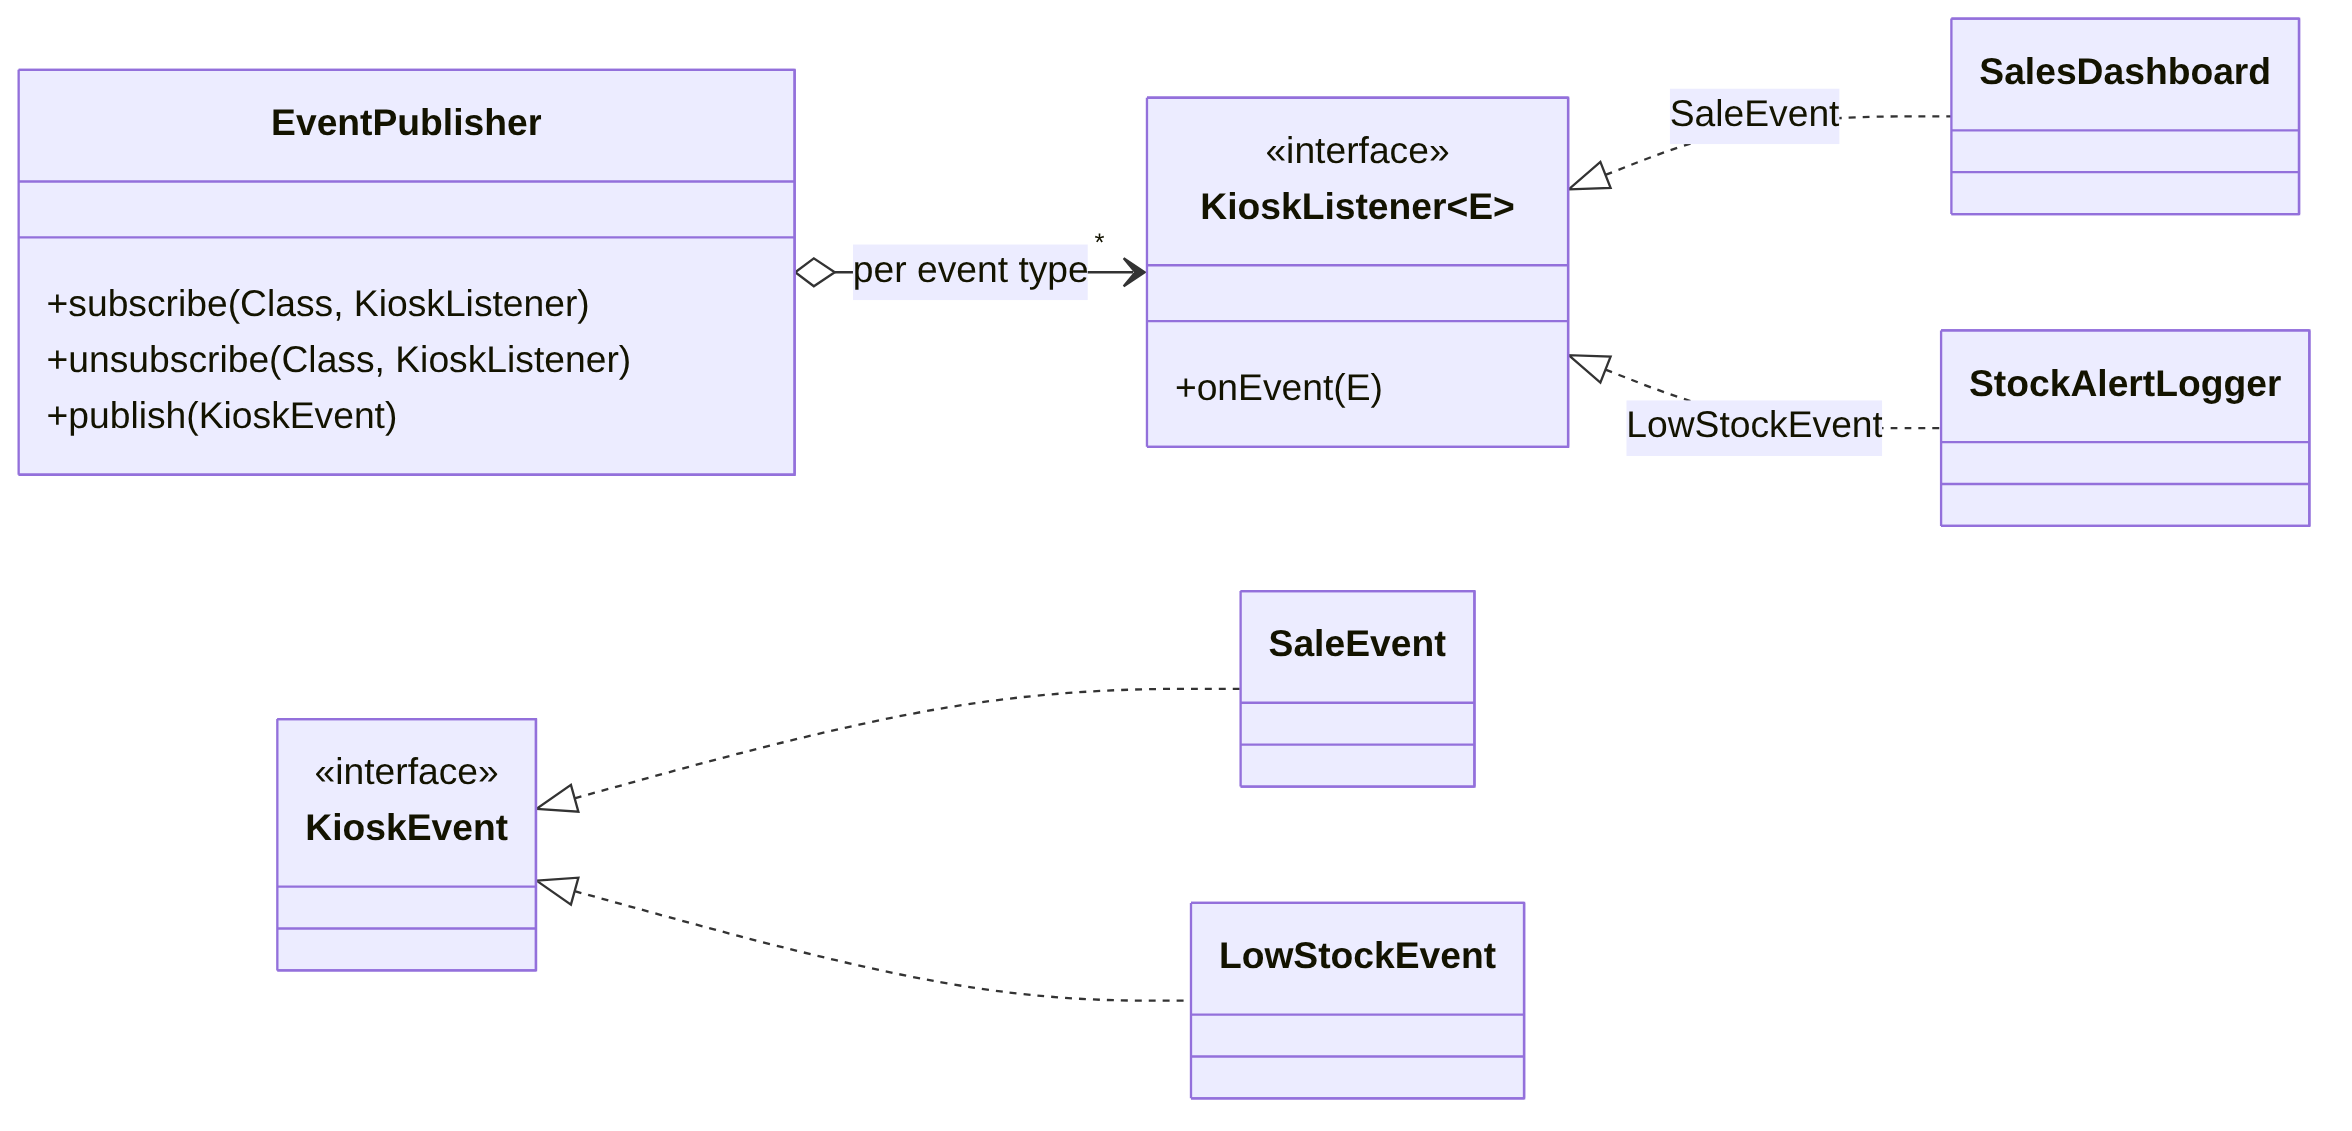 EventPublisher
+subscribe(Class, KioskListener)
+unsubscribe(Class, KioskListener)
+publish(KioskEvent)
per event type
*
«interface»
KioskListener<E>
+onEvent(E)
SaleEvent
SalesDashboard
LowStockEvent
StockAlertLogger
«interface»
KioskEvent
SaleEvent
LowStockEvent